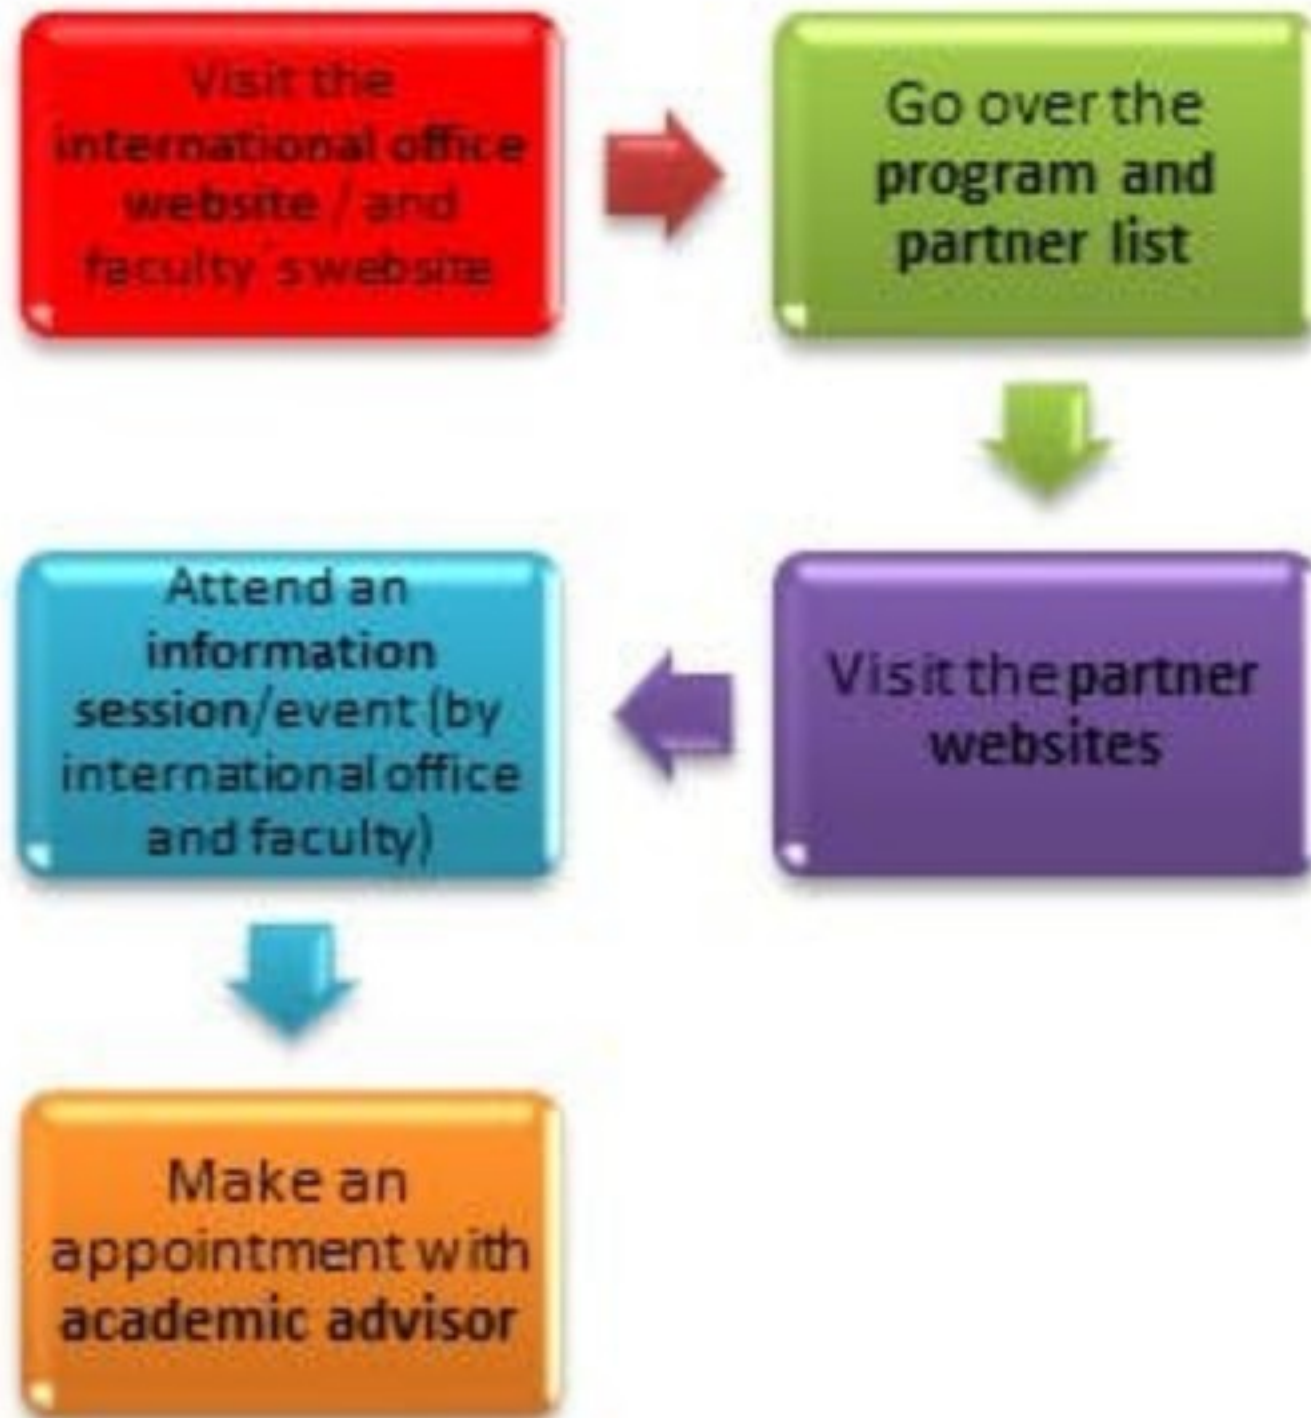 Visit the
international office
website / and
faculty´s website
Go over the
program and
partner list
Visit the partner
websites
Attend an
information
session/event (by
international office
and faculty)
Make an
appointment with
academic advisor